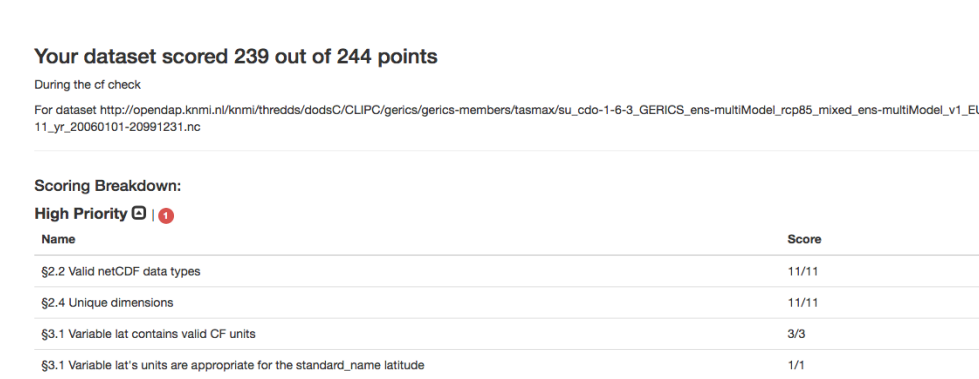 Your dataset scored 239 out of 244 points
During the cf check
For dataset http://opendap.knmi.nl/knmi/thredds/dodsC/CLIPC/gerics/gerics-members/tasmax/su_cdo-1-6-3_GERICS_ens-multiModel_rcp85_mixed_ens-multiModel_v1_EU
11_yr_20060101-20991231.nc
Scoring Breakdown:
High Priority | 1
Name Score
§2.2 Valid netCDF data types 11/11
§2.4 Unique dimensions 11/11
§3.1 Variable lat contains valid CF units 3/3
§3.1 Variable lat's units are appropriate for the standard_name latitude 1/1